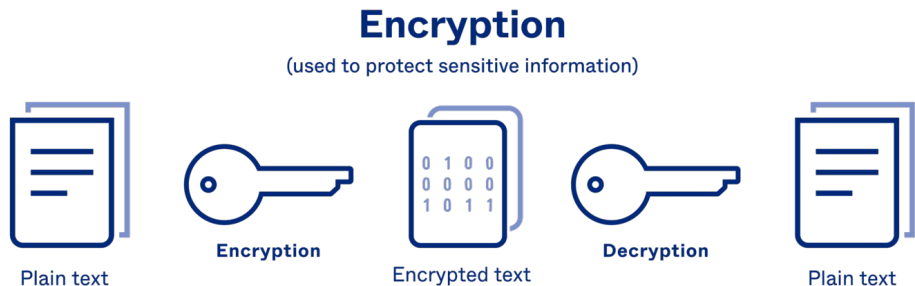 Encryption
(used to protect sensitive information)
0 1 0 0
0 0 0 0
1 0 1 1
Encryption
Decryption
Plain text
Encrypted text
Plain text